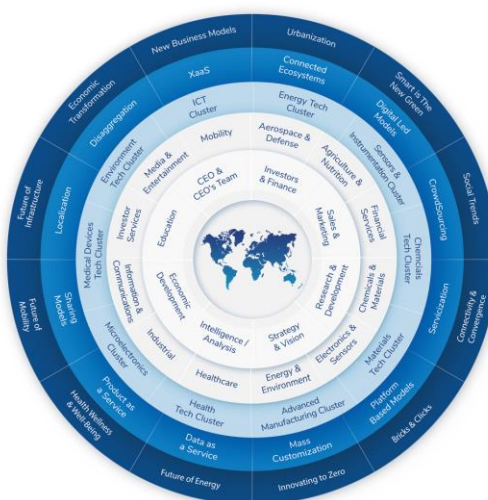 New Business Models
Urbanization
Smart is The
New Green
Social Trends
Connectivity &
Convergence
Bricks & Clicks
Innovating to Zero
Future of Energy
Health Wellness
& Well Being
Future of
Mobility
Future of
Infrastructure
Economic
Transformation
XaaS
Connected
Ecosystems
Digital Led
Models
CrowdSourcing
Servicization
Platform
Based Models
Mass
Customization
Data as
a Service
Product as
a Service
Sharing
Models
Localization
Disaggregation
ICT
Cluster
Energy Tech
Cluster
Sensors &
Instrumentation Cluster
Chemcials
Tech Cluster
Materials
Tech Cluster
Advanced
Manufacturing Cluster
Health
Tech Cluster
Microelectronics
Cluster
Medical Devices
Tech Cluster
Environment
Tech Cluster
Mobility
Aerospace &
Defense
Agriculture &
Nutrition
Financial
Services
Chemicals &
Materials
Electronics &
Sensors
Energy &
Environment
Healthcare
Industrial
Information &
Communications
Investor
Services
Media &
Entertainment
CEO &
CEO's Team
Investors
& Finance
Sales &
Marketing
Research &
Development
Strategy
& Vision
Intelligence /
Analysis
Economic
Development
Education